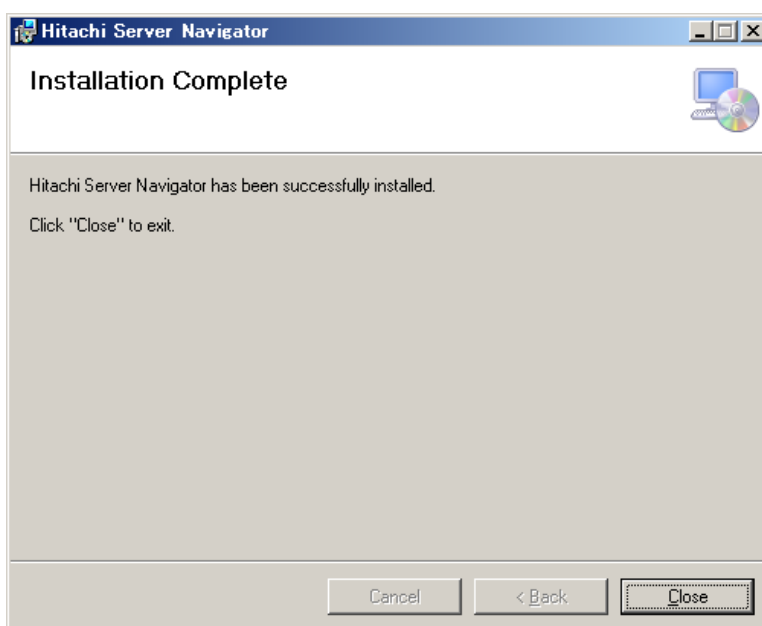 Hitachi Server Navigator
Installation Complete
Hitachi Server Navigator has been successfully installed.
Click "Close" to exit.
Cancel
< Back
Close